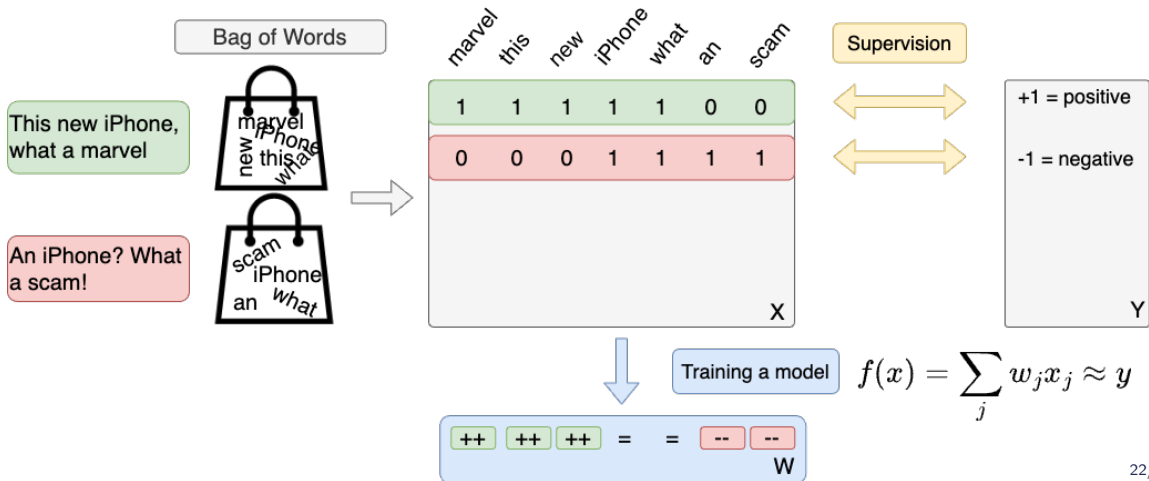 Bag of Words
marvel this new iPhone what an scam
Supervision
This new iPhone,
what a marvel
marvel
iPhone
new this
what
1 1 1 1 1 0 0
+1 = positive
0 0 0 1 1 1 1
-1 = negative
An iPhone? What
a scam!
scam
iPhone
an what
X
Y
Training a model
f(x) = ∑_j w_j x_j ≈ y
++ ++ ++ = = -- --
W
22,